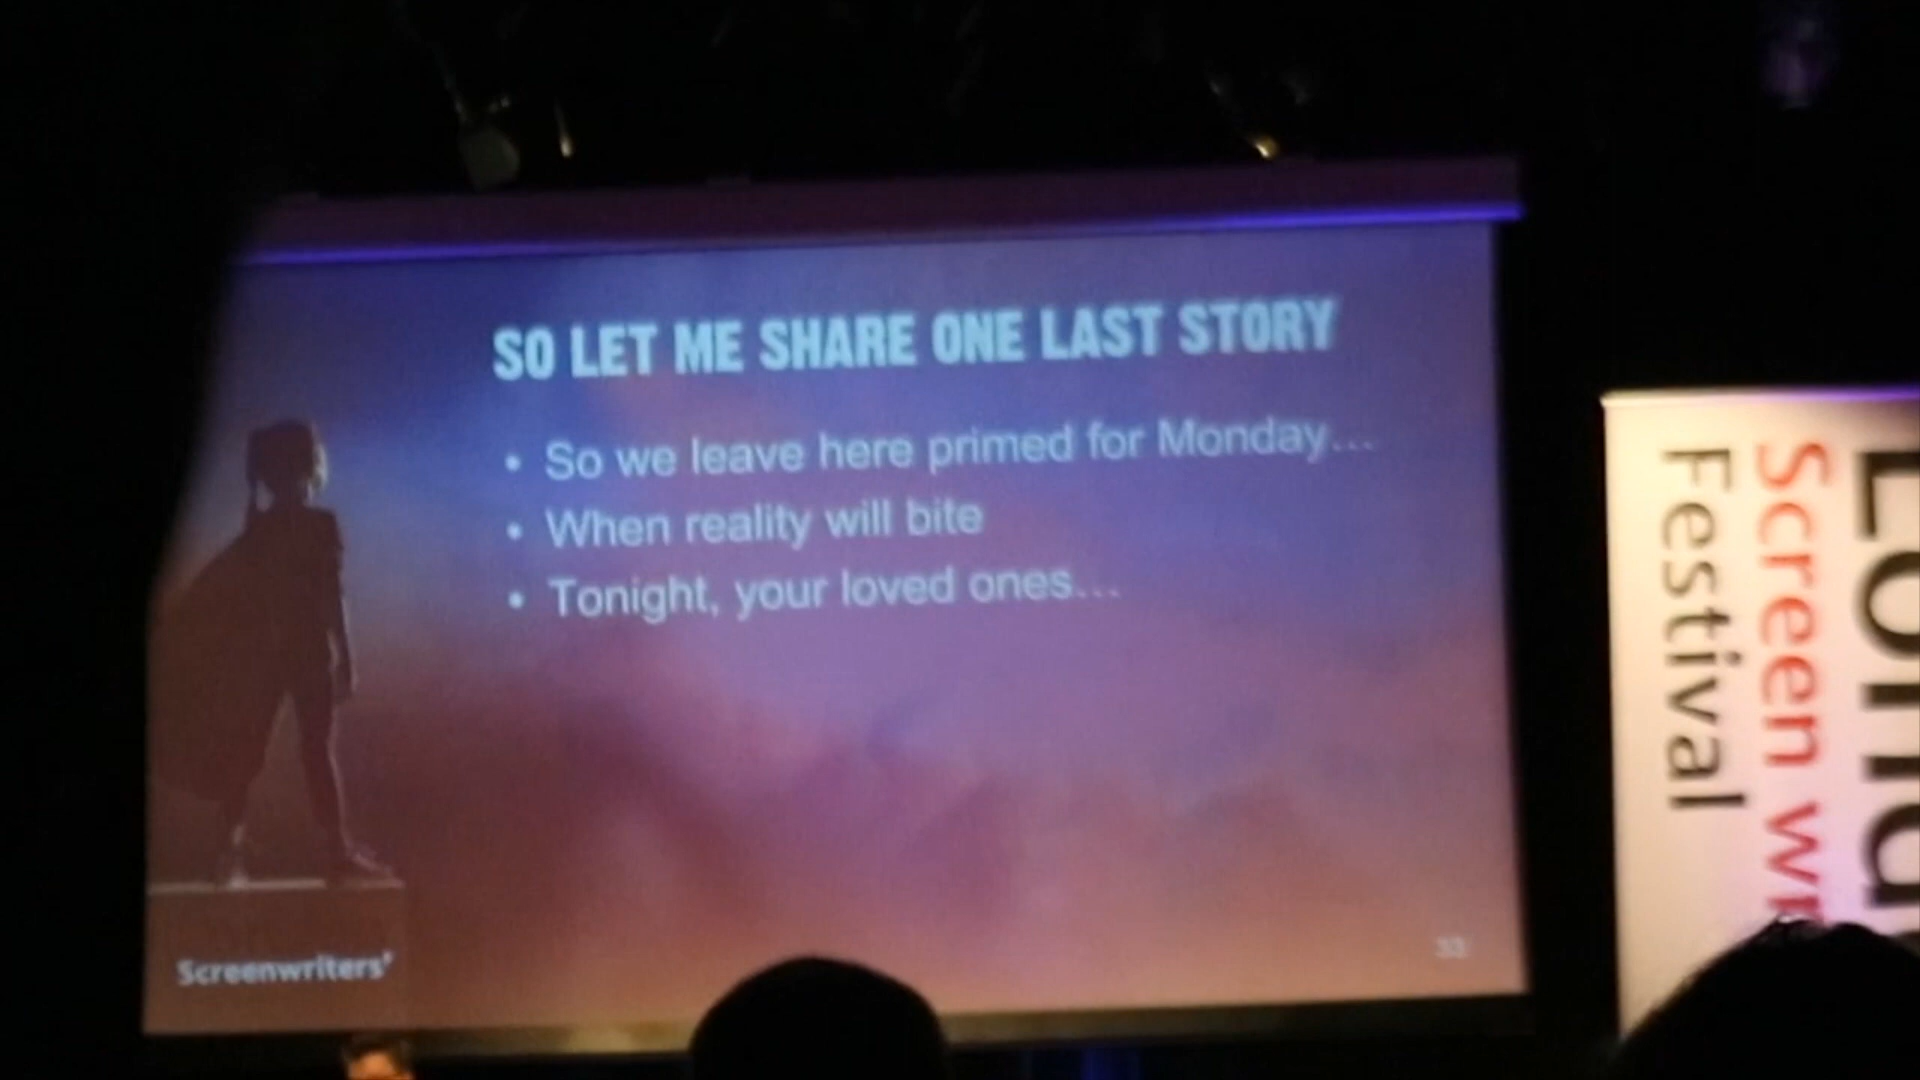 SO LET ME SHARE ONE LAST STORY
• So we leave here primed for Monday...
• When reality will bite
• Tonight, your loved ones...
Screenwriters'
Screen
Festival